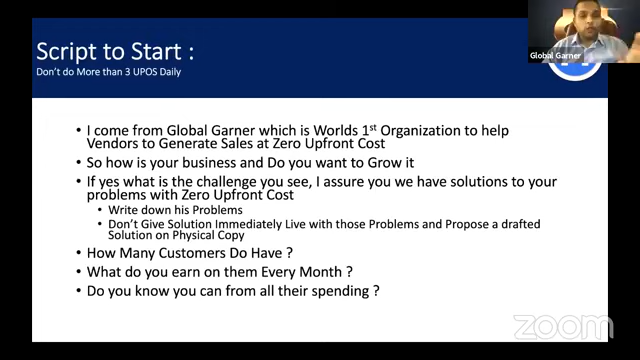 Script to Start :
Don't do More than 3 UPOS Daily
Global Garner
• I come from Global Garner which is Worlds 1st Organization to help
Vendors to Generate Sales at Zero Upfront Cost
• So how is your business and Do you want to Grow it
• If yes what is the challenge you see, I assure you we have solutions to your
problems with Zero Upfront Cost
• Write down his Problems
• Don't Give Solution Immediately Live with those Problems and Propose a drafted
Solution on Physical Copy
• How Many Customers Do Have ?
• What do you earn on them Every Month ?
• Do you know you can from all their spending ?
zoom